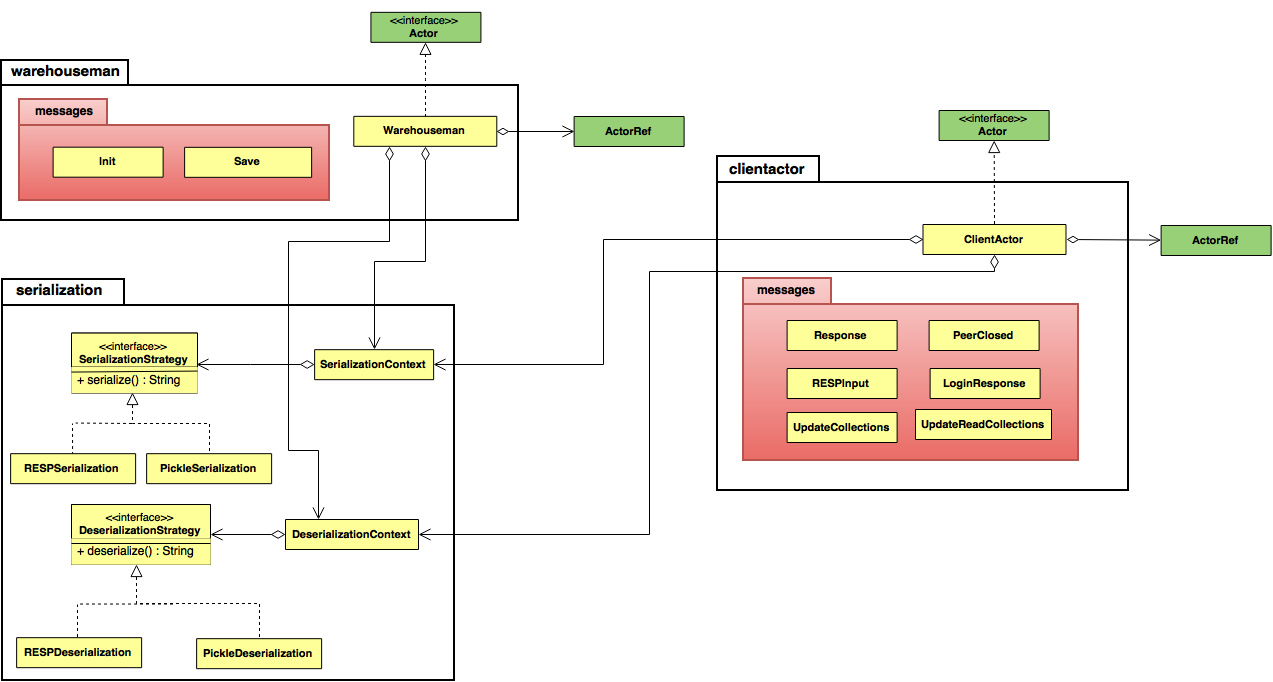 <<interface>>
Actor
warehouseman
messages
Init
Save
Warehouseman
ActorRef
<<interface>>
Actor
clientactor
ClientActor
ActorRef
messages
Response
PeerClosed
RESPInput
LoginResponse
UpdateCollections
UpdateReadCollections
serialization
<<interface>>
SerializationStrategy
+ serialize() : String
SerializationContext
RESPSerialization
PickleSerialization
<<interface>>
DeserializationStrategy
+ deserialize() : String
DeserializationContext
RESPDeserialization
PickleDeserialization